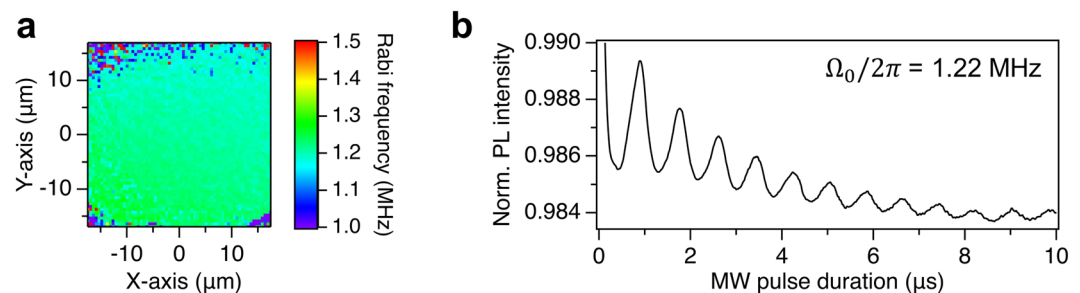 a
1.5
1.4
1.3
1.2
1.1
1.0
Rabi frequency (MHz)
10
0
-10
Y-axis (μm)
-10 0 10
X-axis (μm)
b
Ω₀/2π = 1.22 MHz
0.990
0.988
0.986
0.984
Norm. PL intensity
0 2 4 6 8 10
MW pulse duration (μs)